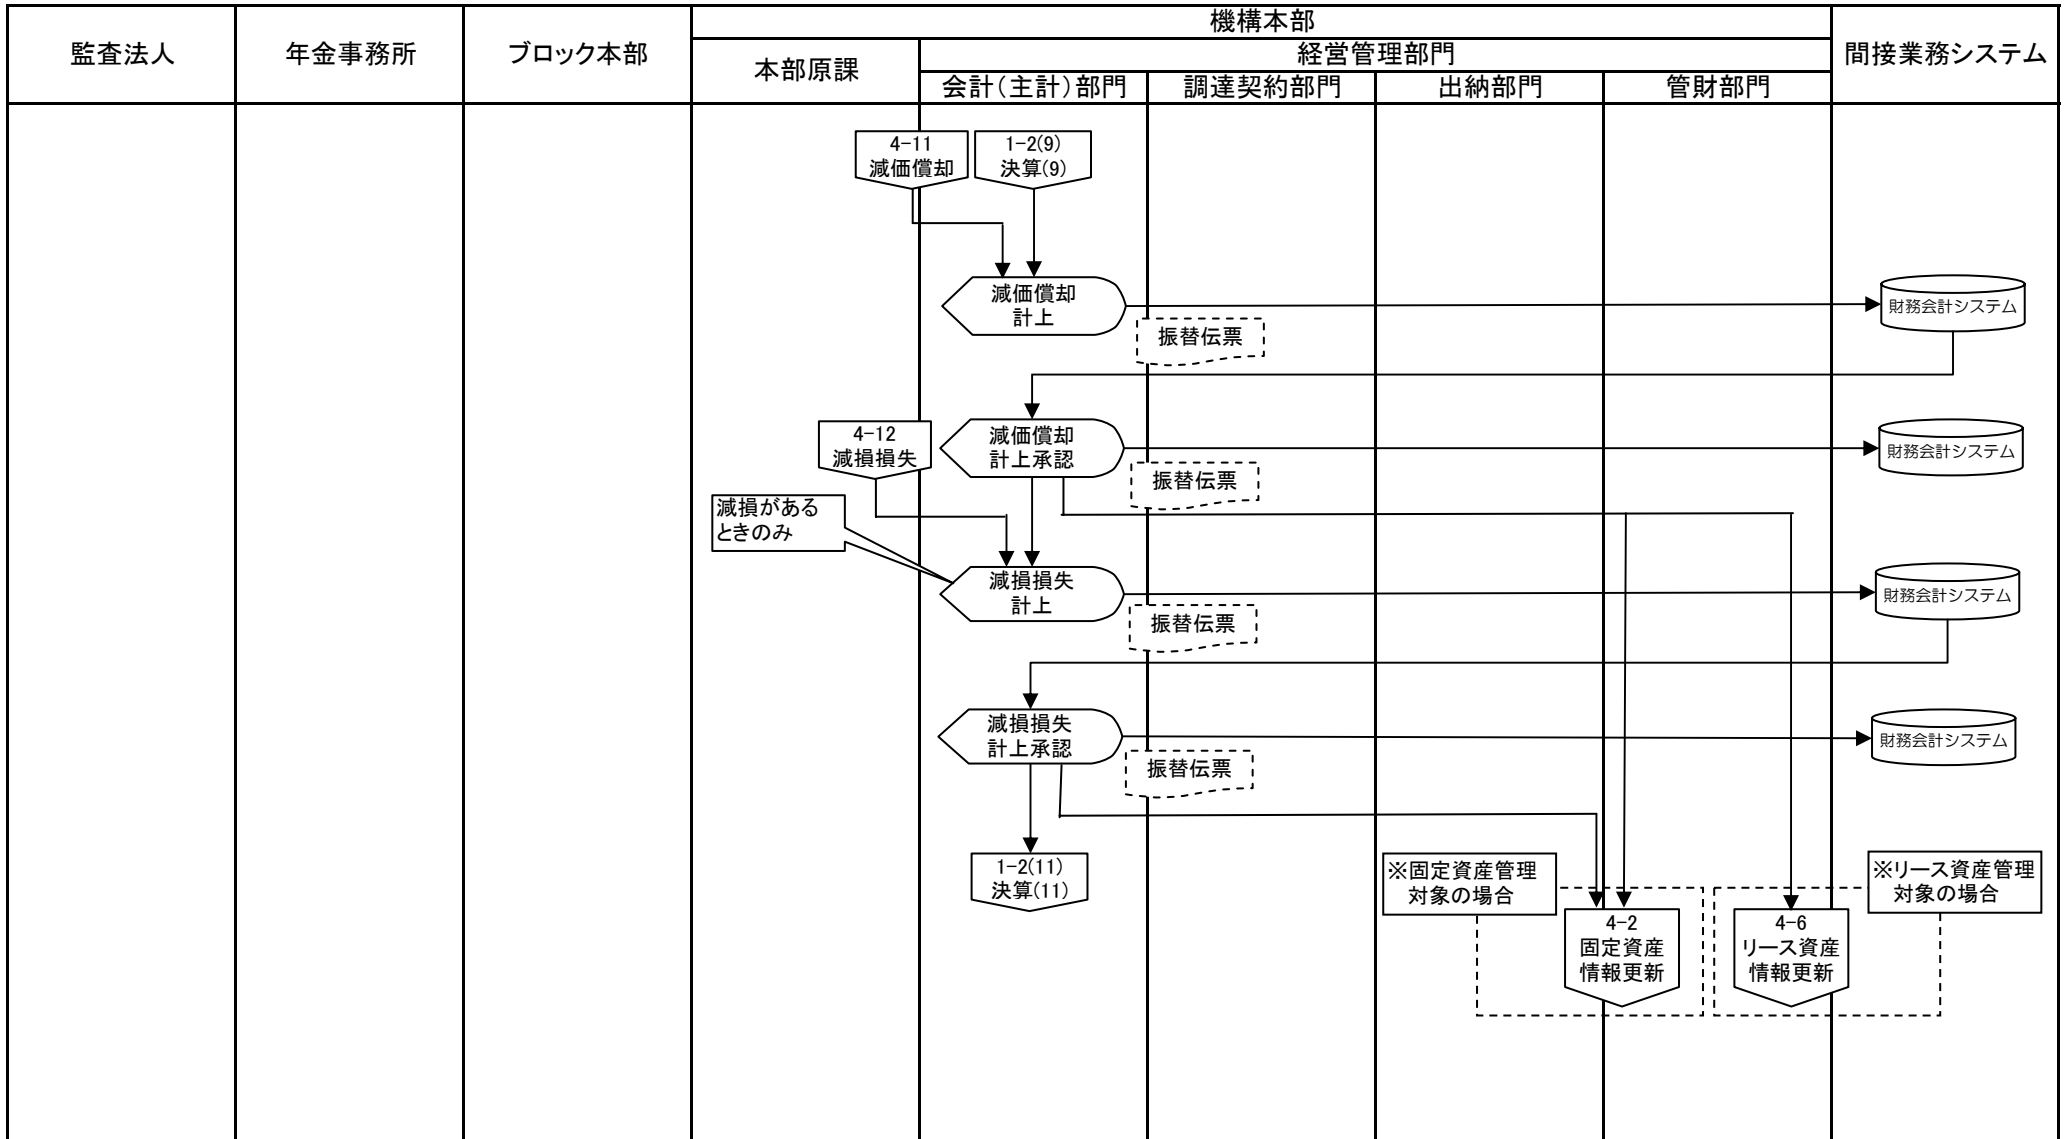 機構本部
監査法人
年金事務所
ブロック本部
本部原課
経営管理部門
間接業務システム
会計(主計)部門
調達契約部門
出納部門
管財部門
4-11
減価償却
1-2(9)
決算(9)
減価償却
計上
振替伝票
財務会計システム
4-12
減損損失
減価償却
計上承認
振替伝票
財務会計システム
減損がある
ときのみ
減損損失
計上
振替伝票
財務会計システム
減損損失
計上承認
振替伝票
財務会計システム
1-2(11)
決算(11)
※固定資産管理
対象の場合
※リース資産管理
対象の場合
4-2
固定資産
情報更新
4-6
リース資産
情報更新